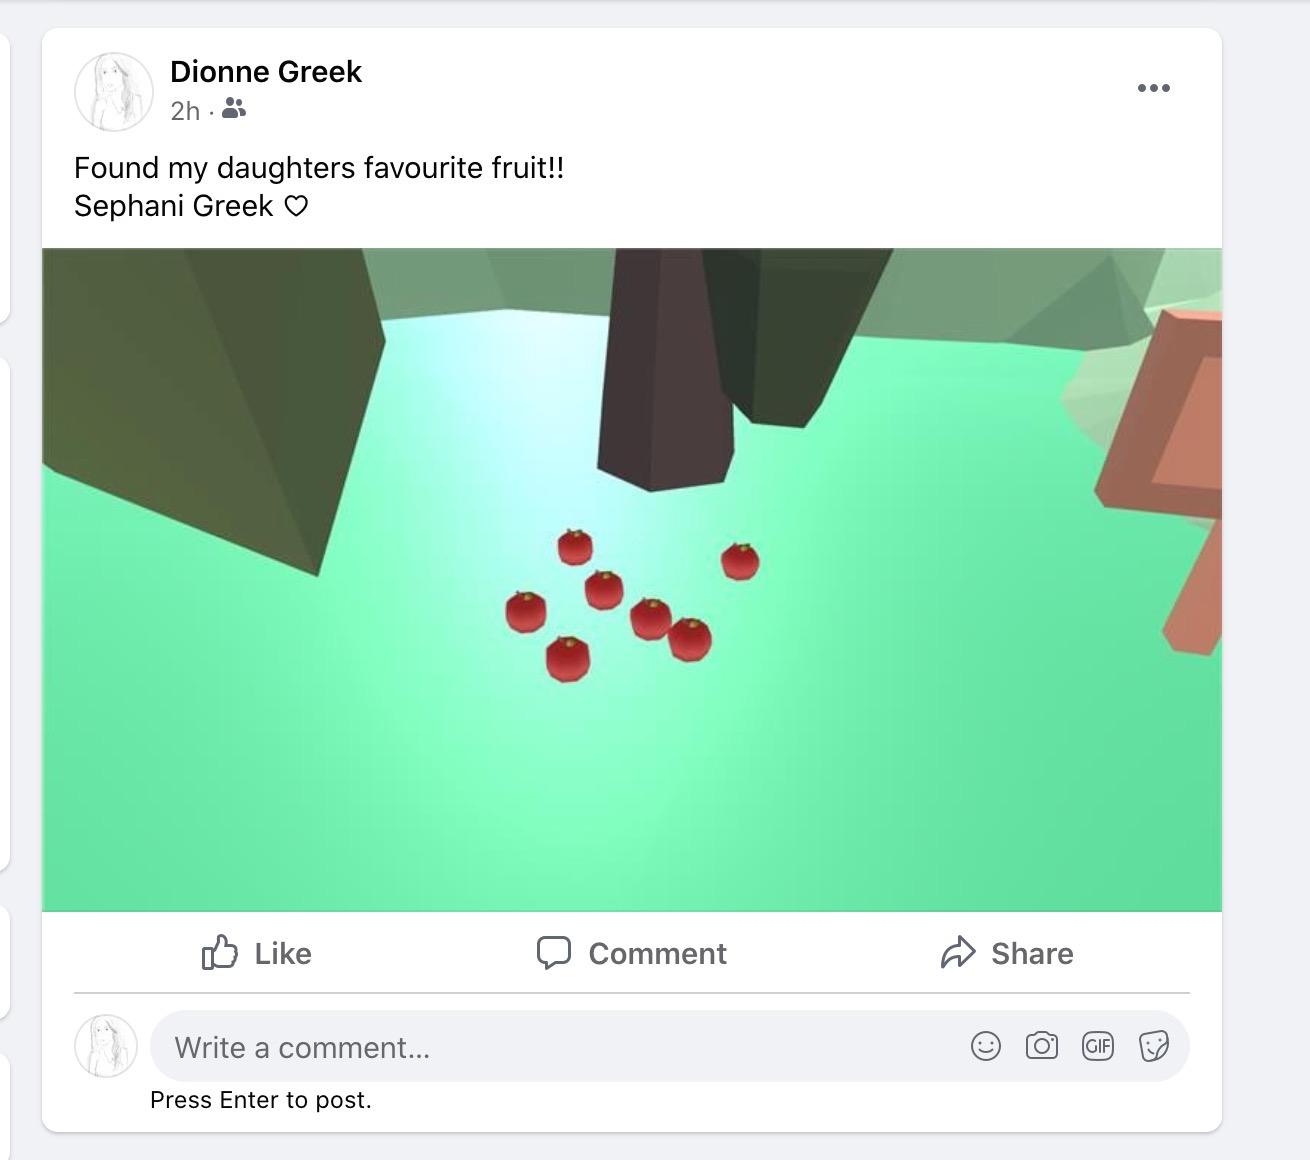 Dionne Greek
2h ·
Found my daughters favourite fruit!!
Sephani Greek ♡
Like
Comment
Share
Write a comment...
GIF
Press Enter to post.